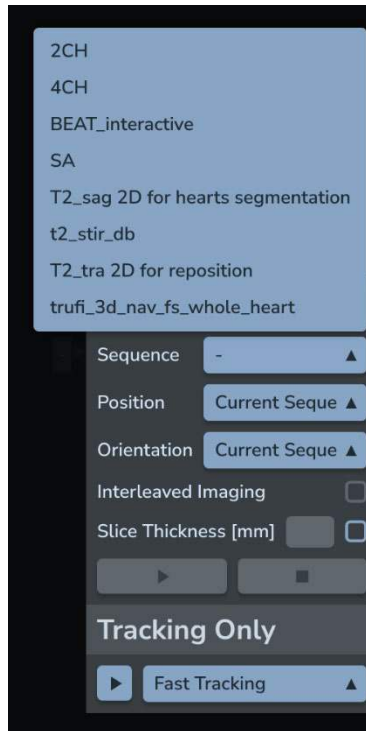 2CH
4CH
BEAT_interactive
SA
T2_sag 2D for hearts segmentation
t2_stir_db
T2_tra 2D for reposition
trufi_3d_nav_fs_whole_heart
Sequence -
Position Current Seque
Orientation Current Seque
Interleaved Imaging
Slice Thickness [mm]
Tracking Only
Fast Tracking